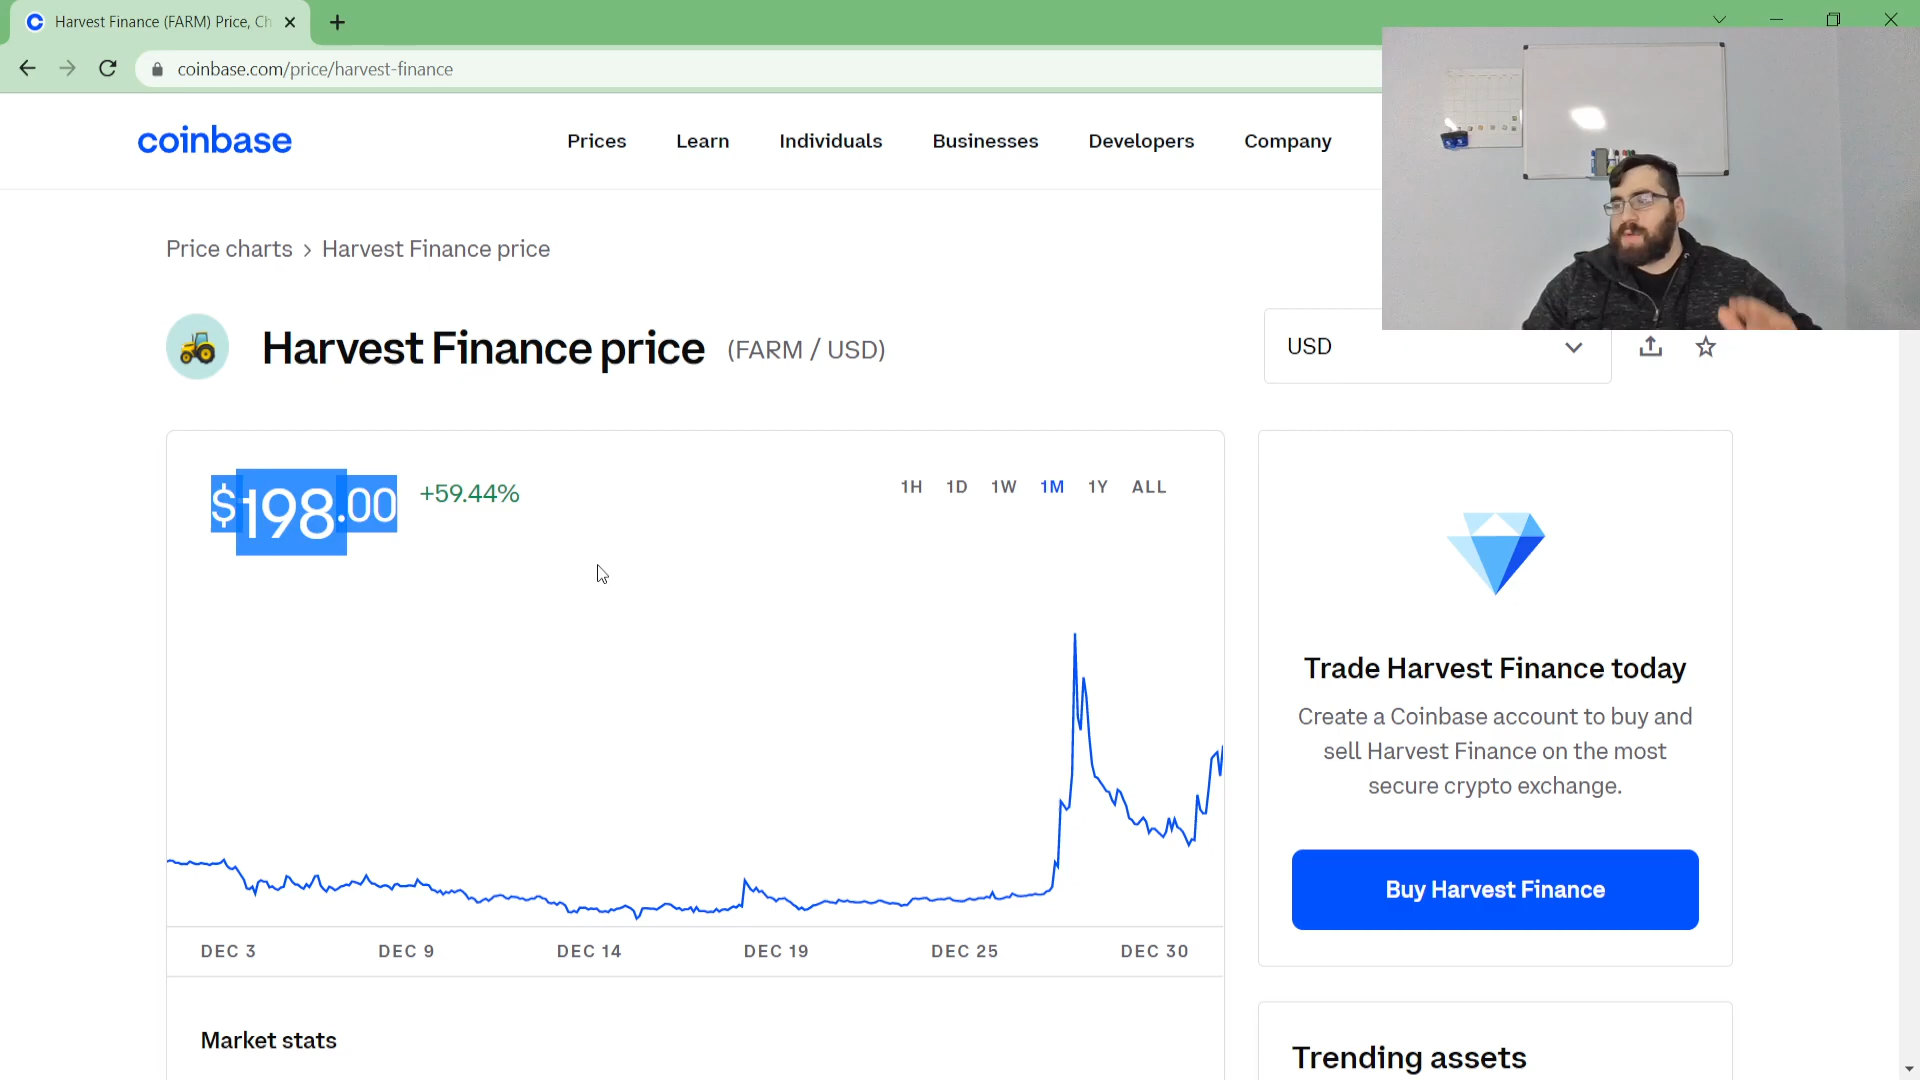 Harvest Finance (FARM) Price, Ch
coinbase.com/price/harvest-finance
coinbase
Prices
Learn
Individuals
Businesses
Developers
Company
Price charts > Harvest Finance price
Harvest Finance price (FARM / USD)
USD
$198.00 +59.44%
1H 1D 1W 1M 1Y ALL
DEC 3 DEC 9 DEC 14 DEC 19 DEC 25 DEC 30
Market stats
Trade Harvest Finance today
Create a Coinbase account to buy and
sell Harvest Finance on the most
secure crypto exchange.
Buy Harvest Finance
Trending assets